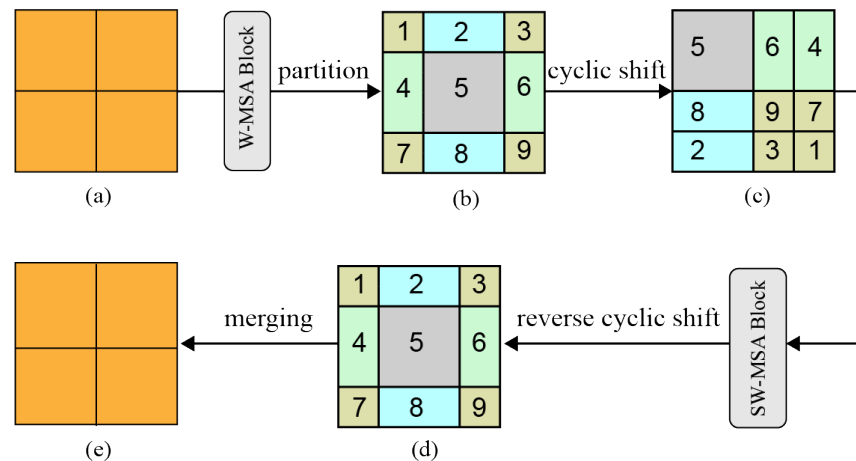 W-MSA Block
partition
1 2 3
4 5 6
7 8 9
cyclic shift
5 6 4
8 9 7
2 3 1
(a)
(b)
(c)
merging
1 2 3
4 5 6
7 8 9
reverse cyclic shift
SW-MSA Block
(e)
(d)